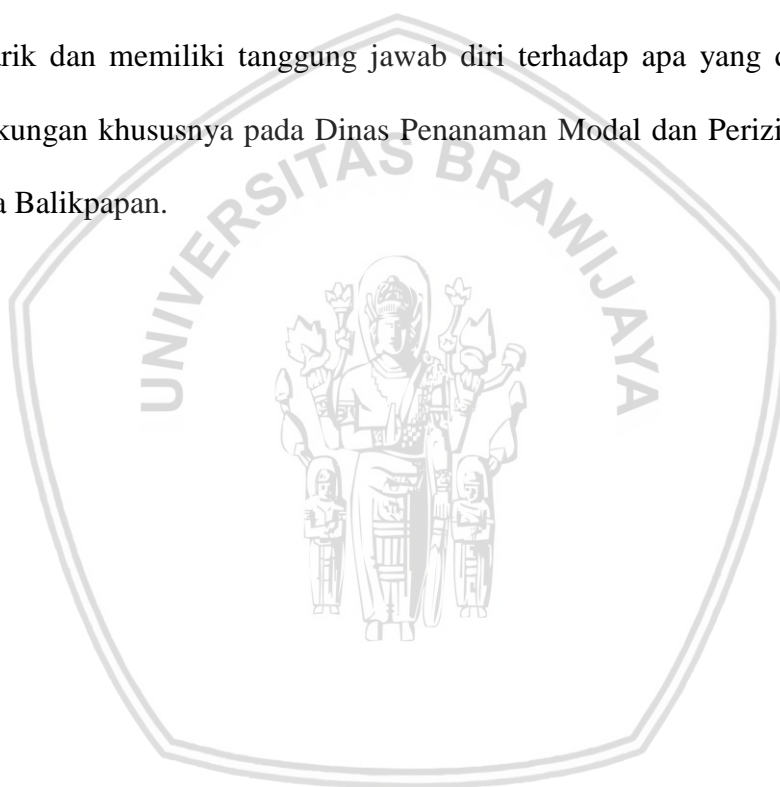 arik dan memiliki tanggung jawab diri terhadap apa yang
kungan khususnya pada Dinas Penanaman Modal dan Perizi
a Balikpapan.
UNIVERSITAS BRAWIJAYA